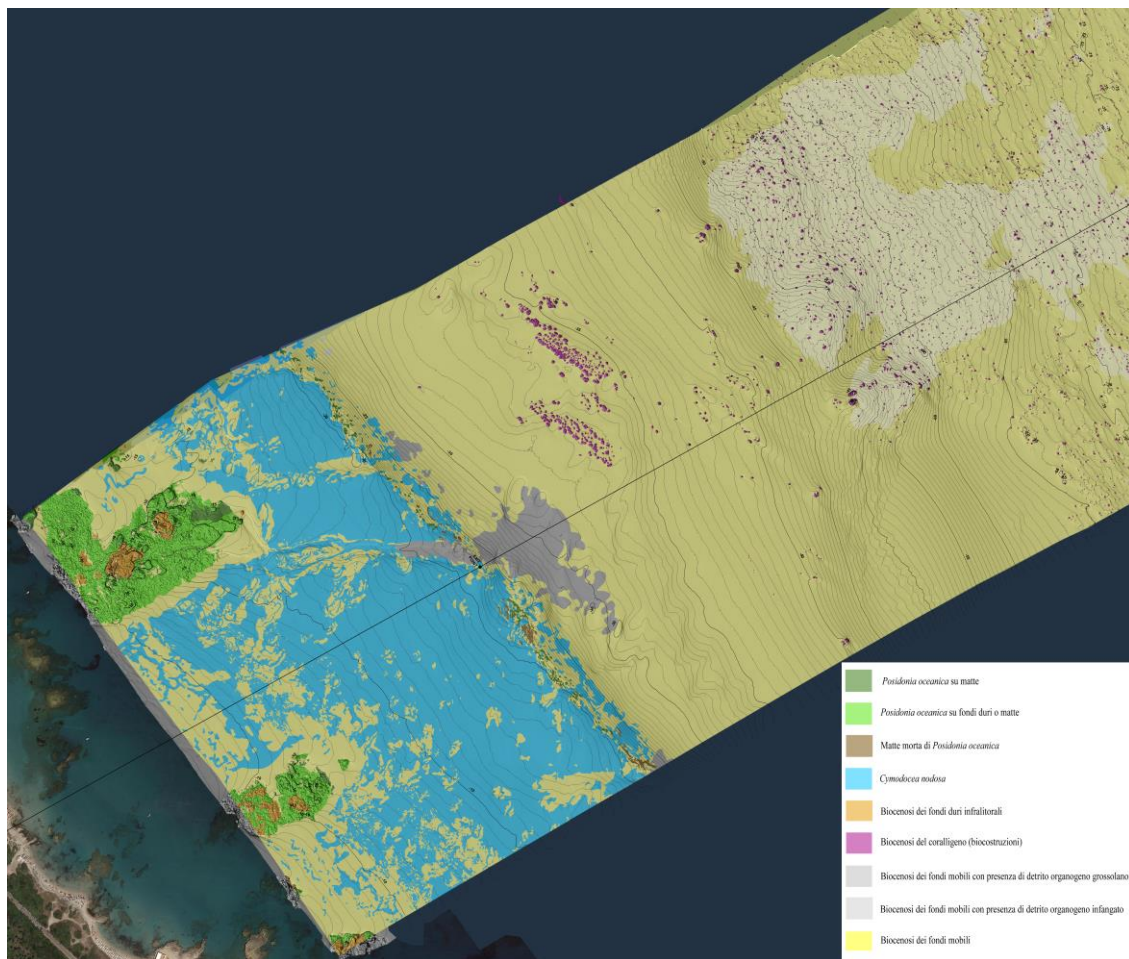 Posidonia oceanica su matte
Posidonia oceanica su fondi duri o matte
Matte morta di Posidonia oceanica
Cymodocea nodosa
Biocenosi dei fondi duri infralitorali
Biocenosi del coralligeno (biocostruzioni)
Biocenosi dei fondi mobili con presenza di detrito organogeno grossolano
Biocenosi dei fondi mobili con presenza di detrito organogeno infangato
Biocenosi dei fondi mobili